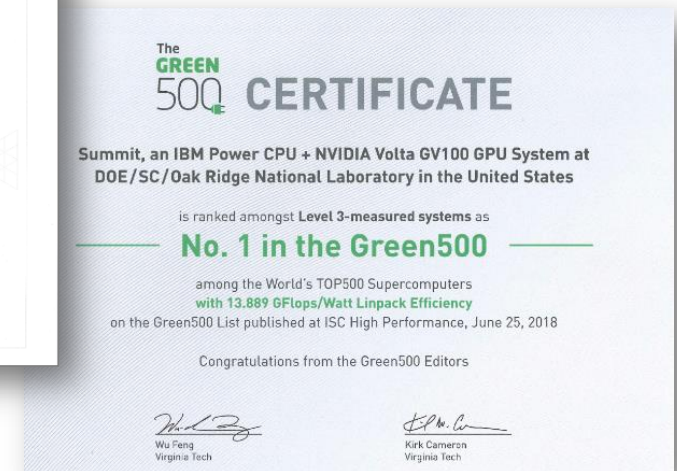 The
GREEN
500 CERTIFICATE
Summit, an IBM Power CPU + NVIDIA Volta GV100 GPU System at
DOE/SC/Oak Ridge National Laboratory in the United States
is ranked amongst Level 3-measured systems as
No. 1 in the Green500
among the World's TOP500 Supercomputers
with 13.889 GFlops/Watt Linpack Efficiency
on the Green500 List published at ISC High Performance, June 25, 2018
Congratulations from the Green500 Editors
Wu Feng
Virginia Tech
Kirk Cameron
Virginia Tech